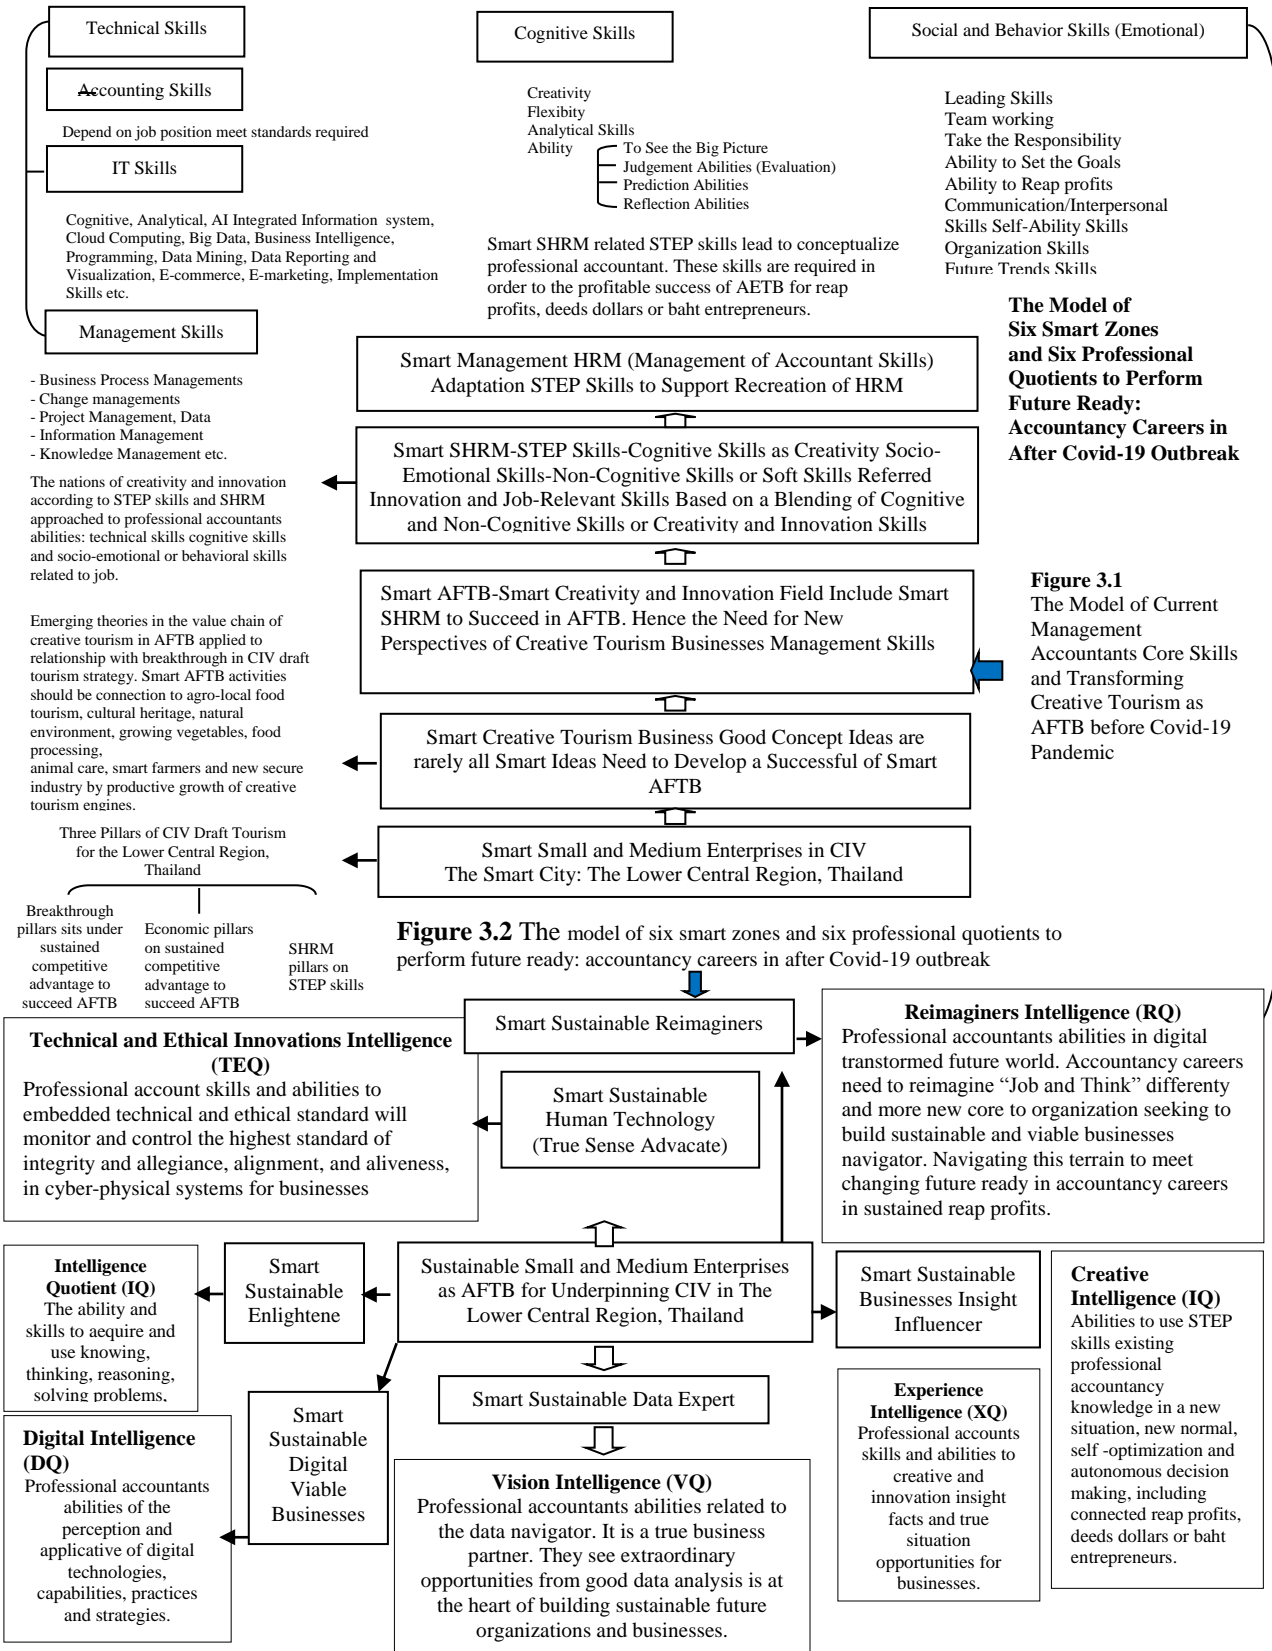 Technical Skills
Accounting Skills
Depend on job position meet standards required
IT Skills
Cognitive, Analytical, AI Integrated Information system,
Cloud Computing, Big Data, Business Intelligence,
Programming, Data Mining, Data Reporting and
Visualization, E-commerce, E-marketing, Implementation
Skills etc.
Management Skills
- Business Process Managements
- Change managements
- Project Management, Data
- Information Management
- Knowledge Management etc.
Cognitive Skills
Creativity
Flexibity
Analytical Skills
Ability
To See the Big Picture
Judgement Abilities (Evaluation)
Prediction Abilities
Reflection Abilities
Smart SHRM related STEP skills lead to conceptualize
professional accountant. These skills are required in
order to the profitable success of AETB for reap
profits, deeds dollars or baht entrepreneurs.
Social and Behavior Skills (Emotional)
Leading Skills
Team working
Take the Responsibility
Ability to Set the Goals
Ability to Reap profits
Communication/Interpersonal
Skills Self-Ability Skills
Organization Skills
Future Trends Skills
The Model of
Six Smart Zones
and Six Professional
Quotients to Perform
Future Ready:
Accountancy Careers in
After Covid-19 Outbreak
Smart Management HRM (Management of Accountant Skills)
Adaptation STEP Skills to Support Recreation of HRM
Smart SHRM-STEP Skills-Cognitive Skills as Creativity Socio-
Emotional Skills-Non-Cognitive Skills or Soft Skills Referred
Innovation and Job-Relevant Skills Based on a Blending of Cognitive
and Non-Cognitive Skills or Creativity and Innovation Skills
The nations of creativity and innovation
according to STEP skills and SHRM
approached to professional accountants
abilities: technical skills cognitive skills
and socio-emotional or behavioral skills
related to job.
Smart AFTB-Smart Creativity and Innovation Field Include Smart
SHRM to Succeed in AFTB. Hence the Need for New
Perspectives of Creative Tourism Businesses Management Skills
Figure 3.1
The Model of Current
Management
Accountants Core Skills
and Transforming
Creative Tourism as
AFTB before Covid-19
Pandemic
Emerging theories in the value chain of
creative tourism in AFTB applied to
relationship with breakthrough in CIV draft
tourism strategy. Smart AFTB activities
should be connection to agro-local food
tourism, cultural heritage, natural
environment, growing vegetables, food
processing,
animal care, smart farmers and new secure
industry by productive growth of creative
tourism engines.
Smart Creative Tourism Business Good Concept Ideas are
rarely all Smart Ideas Need to Develop a Successful of Smart
AFTB
Three Pillars of CIV Draft Tourism
for the Lower Central Region,
Thailand
Smart Small and Medium Enterprises in CIV
The Smart City: The Lower Central Region, Thailand
Breakthrough
pillars sits under
sustained
competitive
advantage to
succeed AFTB
Economic pillars
on sustained
competitive
advantage to
succeed AFTB
SHRM
pillars on
STEP skills
Figure 3.2 The model of six smart zones and six professional quotients to
perform future ready: accountancy careers in after Covid-19 outbreak
Technical and Ethical Innovations Intelligence
(TEQ)
Professional account skills and abilities to
embedded technical and ethical standard will
monitor and control the highest standard of
integrity and allegiance, alignment, and aliveness,
in cyber-physical systems for businesses
Smart Sustainable Reimaginers
Smart Sustainable
Human Technology
(True Sense Advocate)
Reimaginers Intelligence (RQ)
Professional accountants abilities in digital
transtormed future world. Accountancy careers
need to reimagine “Job and Think” differenty
and more new core to organization seeking to
build sustainable and viable businesses
navigator. Navigating this terrain to meet
changing future ready in accountancy careers
in sustained reap profits.
Intelligence
Quotient (IQ)
The ability and
skills to aequire and
use knowing,
thinking, reasoning,
solving problems,
Smart
Sustainable
Enlightene
Sustainable Small and Medium Enterprises
as AFTB for Underpinning CIV in The
Lower Central Region, Thailand
Smart Sustainable
Businesses Insight
Influencer
Creative
Intelligence (IQ)
Abilities to use STEP
skills existing
professional
accountancy
knowledge in a new
situation, new normal,
self -optimization and
autonomous decision
making, including
connected reap profits,
deeds dollars or baht
entrepreneurs.
Digital Intelligence
(DQ)
Professional accountants
abilities of the
perception and
applicative of digital
technologies,
capabilities, practices
and strategies.
Smart
Sustainable
Digital
Viable
Businesses
Smart Sustainable Data Expert
Vision Intelligence (VQ)
Professional accountants abilities related to
the data navigator. It is a true business
partner. They see extraordinary
opportunities from good data analysis is at
the heart of building sustainable future
organizations and businesses.
Experience
Intelligence (XQ)
Professional accounts
skills and abilities to
creative and
innovation insight
facts and true
situation
opportunities for
businesses.